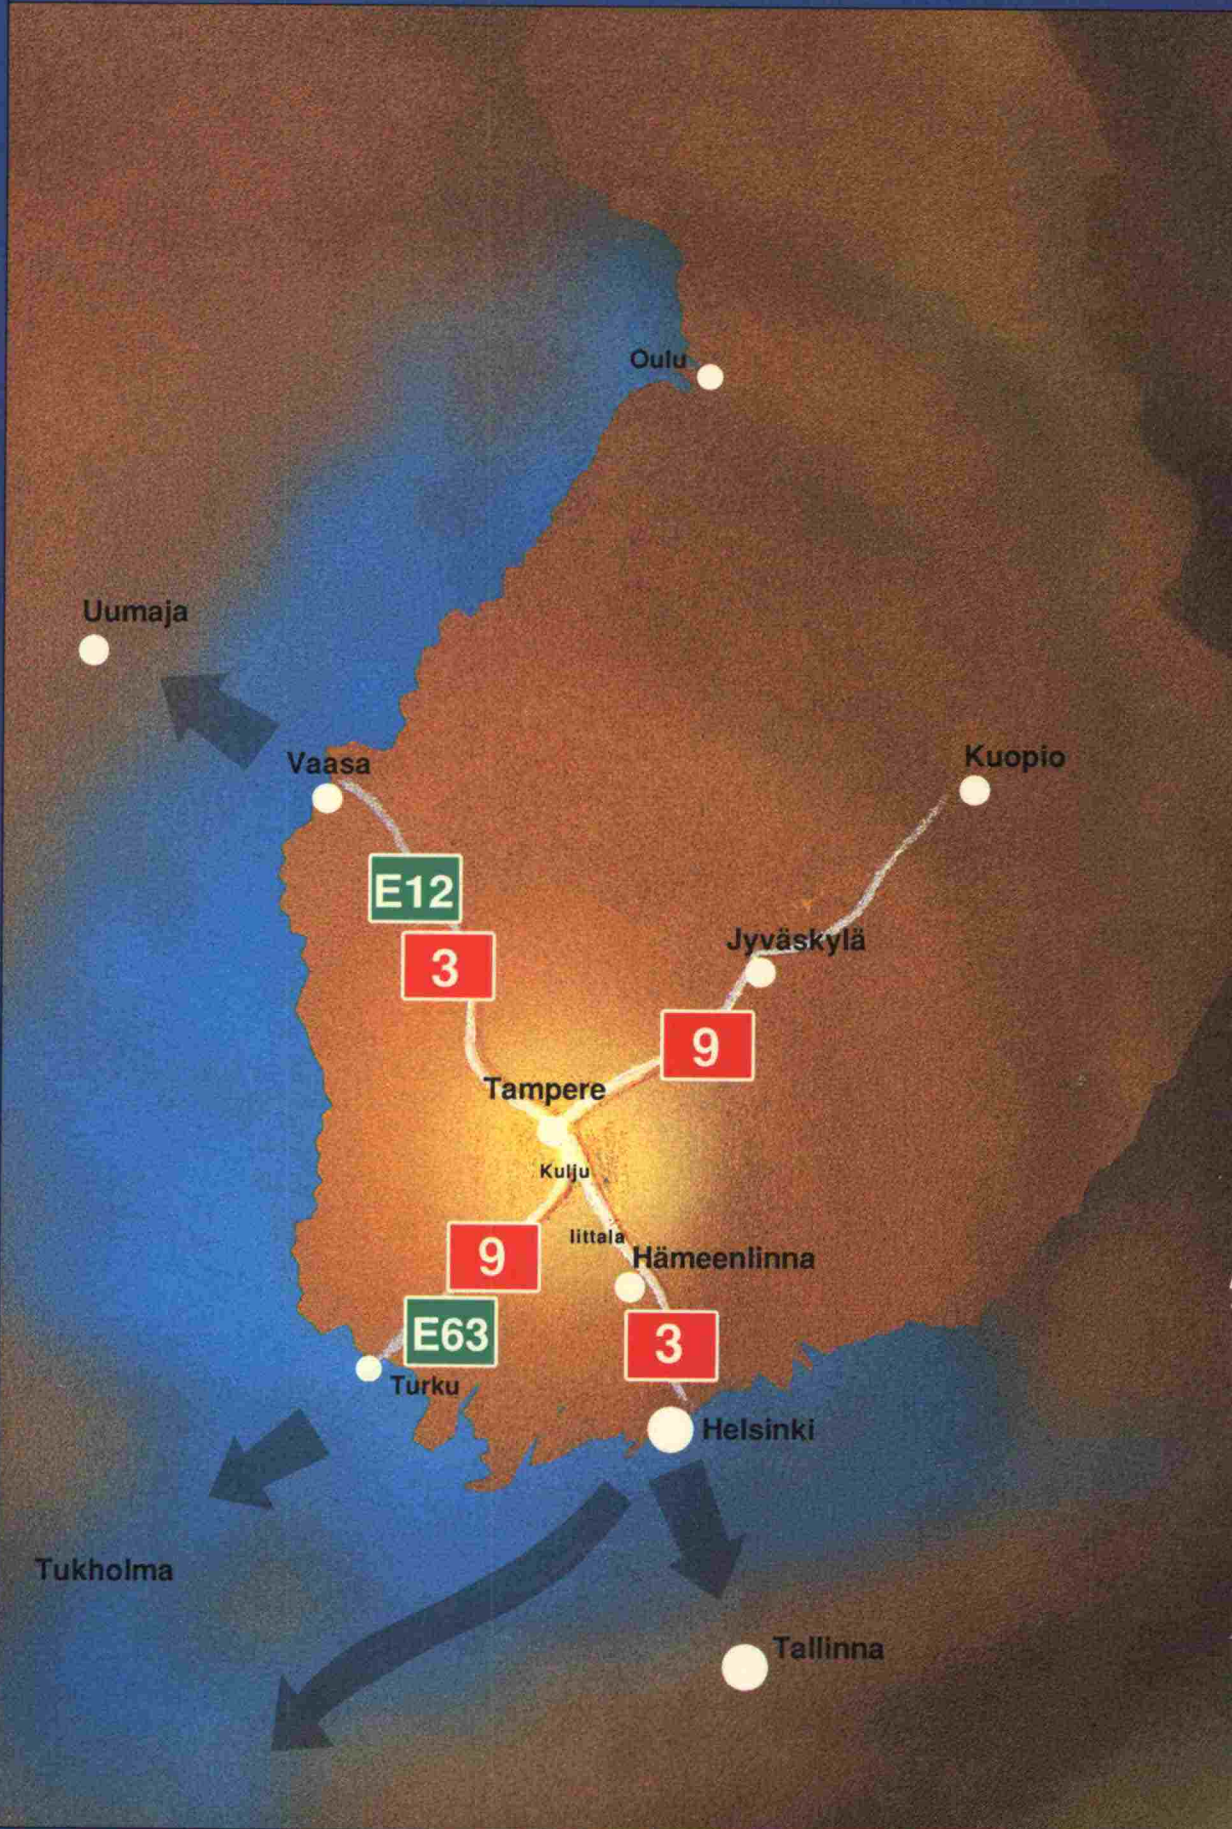 Oulu
Uumaja
Vaasa
Kuopio
E12
Jyväskylä
3
9
Tampere
Kulju
Iittala
9
Hämeenlinna
E63
3
Turku
Helsinki
Tukholma
Tallinna